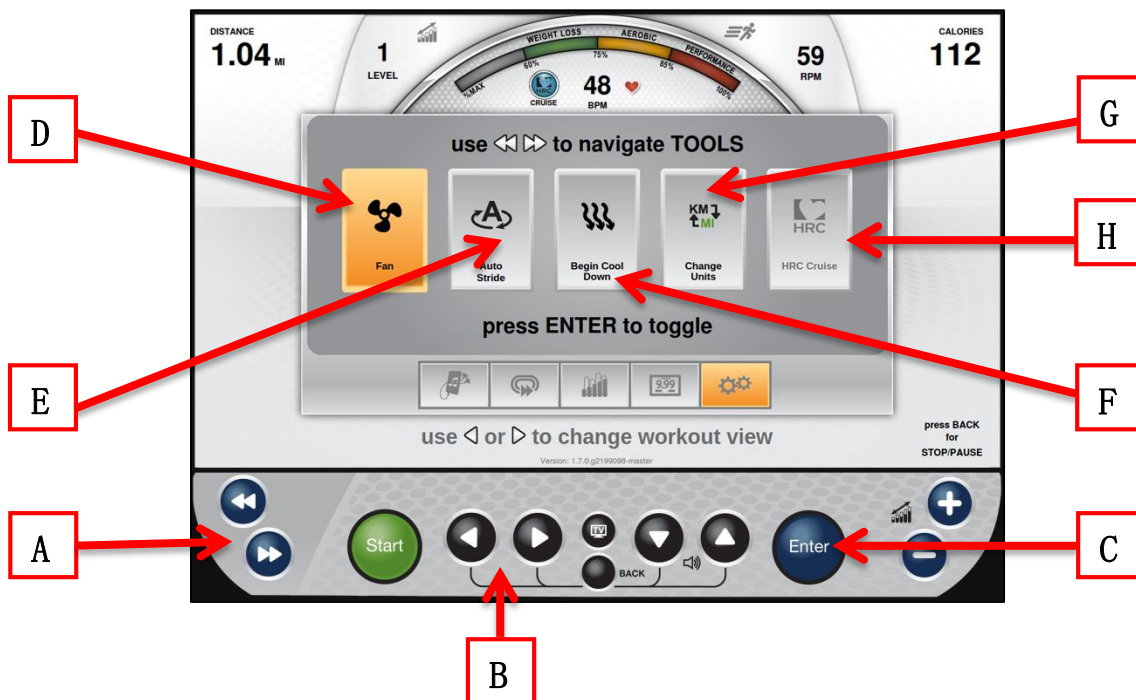 DISTANCE
1.04 MI
1
LEVEL
WEIGHT LOSS
AEROBIC
PERFORMANCE
%MAX
60%
75%
85%
100%
HRC
CRUISE
48
BPM
59
RPM
CALORIES
112
D
G
use to navigate TOOLS
Fan
A
Auto
Stride
Begin Cool
Down
KM
MI
Change
Units
HRC
HRC Cruise
H
press ENTER to toggle
E
F
9.99
use or to change workout view
Version: 1.7.0.g2199098-master
press BACK
for
STOP/PAUSE
A
Start
TV
BACK
Enter
C
B